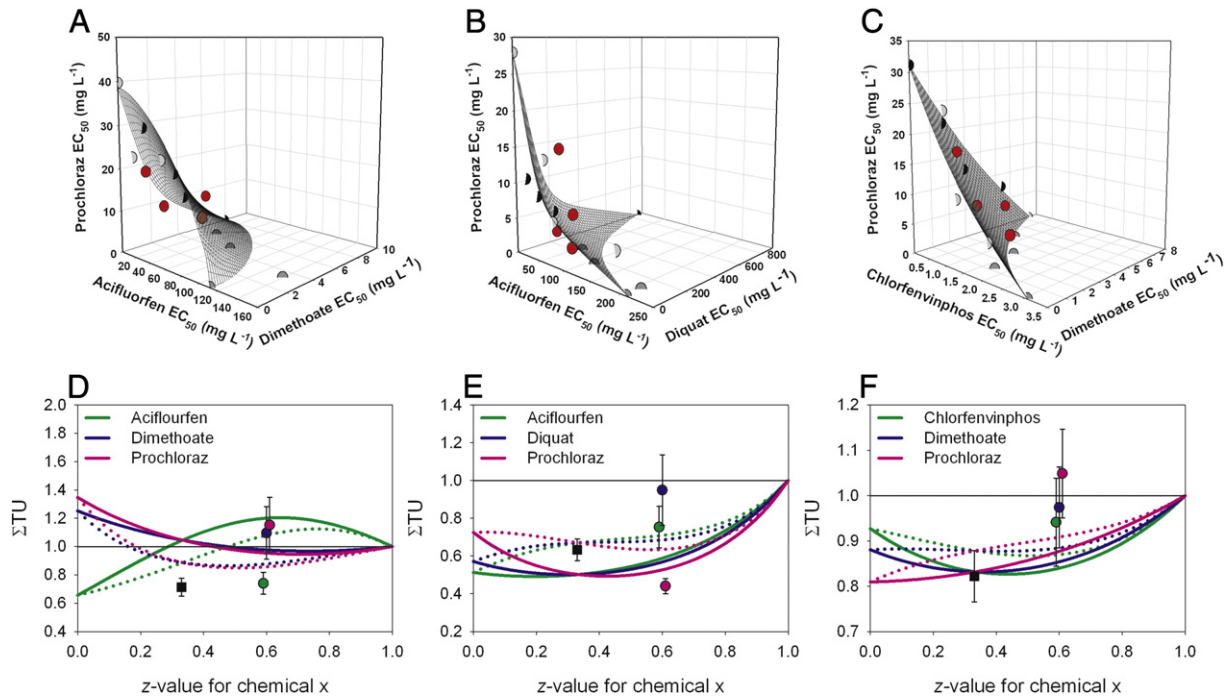 A
B
C
Prochloraz EC50 (mg L-1)
50
40
30
20
10
0
20 40 60 80 100 120 140 160
Acifluorfen EC50 (mg L-1)
0 2 4 6 8 10
Dimethoate EC50 (mg L-1)
Prochloraz EC50 (mg L-1)
30
25
20
15
10
5
0
50 100 150 200 250
Acifluorfen EC50 (mg L-1)
0 200 400 600 800
Diquat EC50 (mg L-1)
Prochloraz EC50 (mg L-1)
35
30
25
20
15
10
5
0
0.5 1.0 1.5 2.0 2.5 3.0 3.5
Chlorfenvinphos EC50 (mg L-1)
0 1 2 3 4 5 6 7 8
Dimethoate EC50 (mg L-1)
D
E
F
ΣTU
2.0
1.8
1.6
1.4
1.2
1.0
0.8
0.6
0.4
Aciflourfen
Dimethoate
Prochloraz
0.0 0.2 0.4 0.6 0.8 1.0
z-value for chemical x
ΣTU
1.4
1.2
1.0
0.8
0.6
0.4
0.2
Aciflourfen
Diquat
Prochloraz
0.0 0.2 0.4 0.6 0.8 1.0
z-value for chemical x
ΣTU
1.2
1.1
1.0
0.9
0.8
0.7
Chlorfenvinphos
Dimethoate
Prochloraz
0.0 0.2 0.4 0.6 0.8 1.0
z-value for chemical x